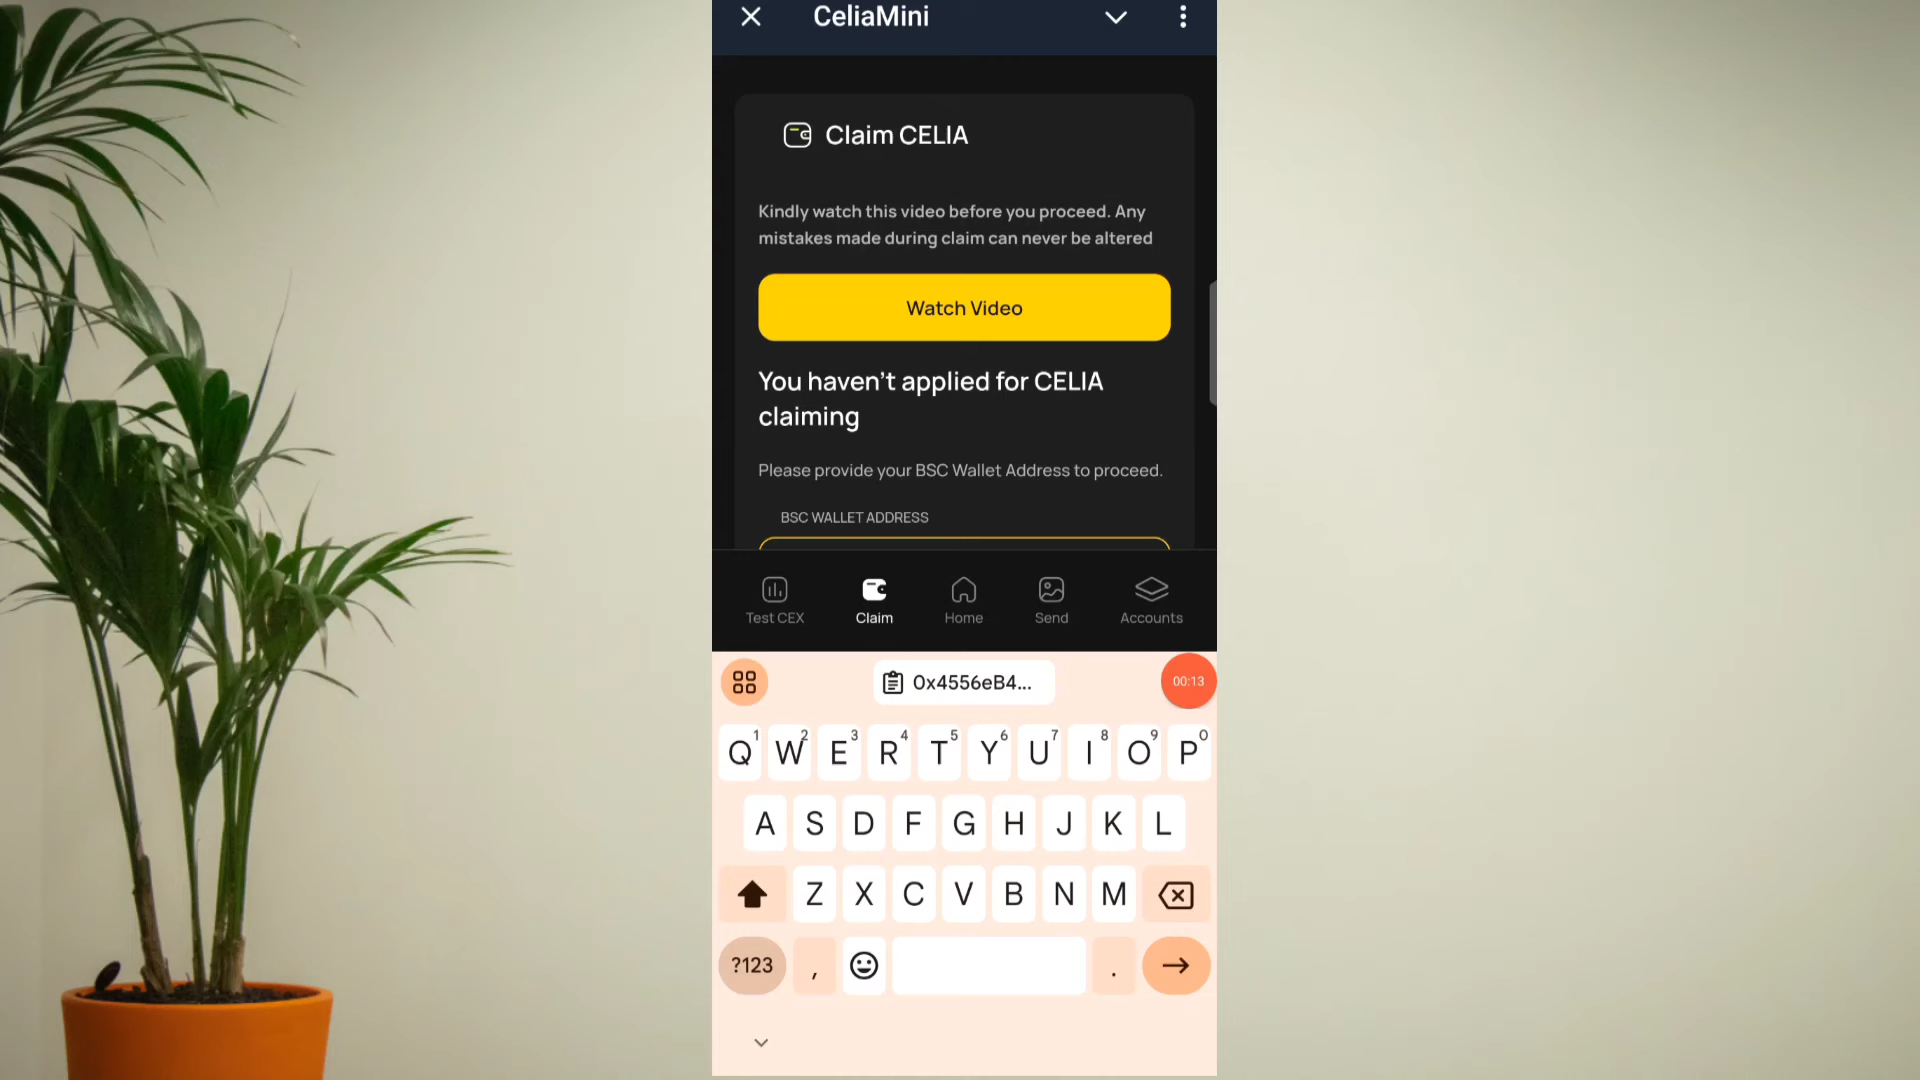 CeliaMini
Claim CELIA
Kindly watch this video before you proceed. Any
mistakes made during claim can never be altered
Watch Video
You haven't applied for CELIA
claiming
Please provide your BSC Wallet Address to proceed.
BSC WALLET ADDRESS
Test CEX
Claim
Home
Send
Accounts
0x4556eB4...
00:13
Q1 W2 E3 R4 T5 Y6 U7 I8 O9 P0
A S D F G H J K L
Z X C V B N M
?123 , .